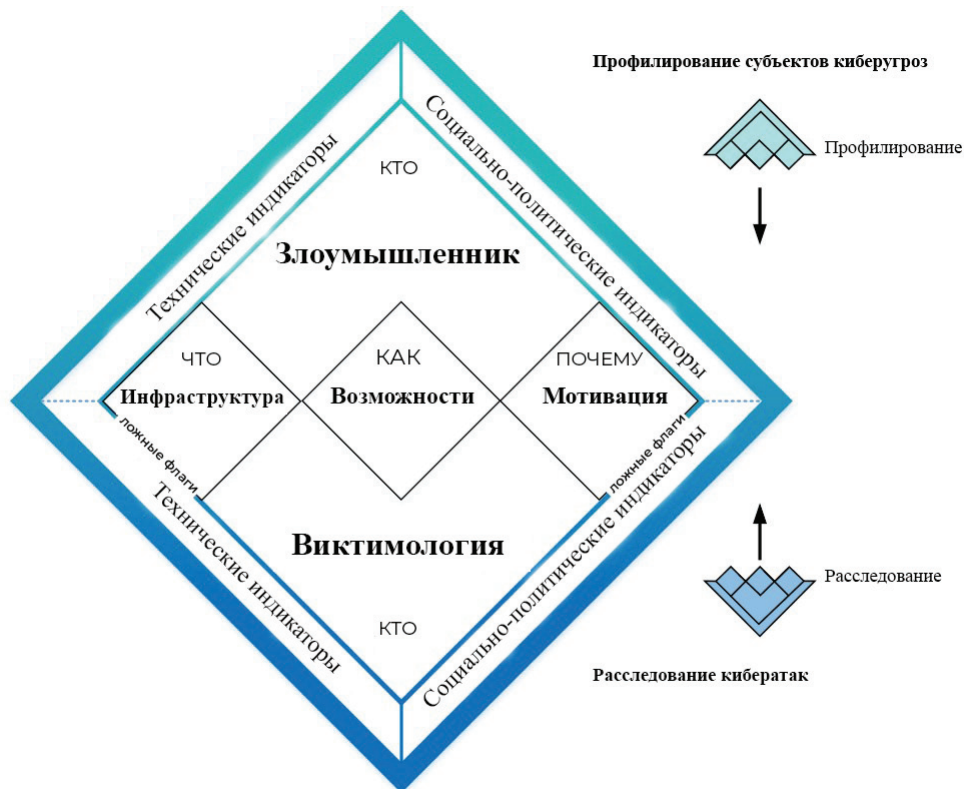 Профилирование субъектов киберугроз
Профилирование
Технические индикаторы
Социально-политические индикаторы
КТО
Злоумышленник
ЧТО
Инфраструктура
КАК
Возможности
ПОЧЕМУ
Мотивация
ложные флаги
ложные флаги
Технические индикаторы
Социально-политические индикаторы
Виктимология
КТО
Расследование
Расследование кибератак